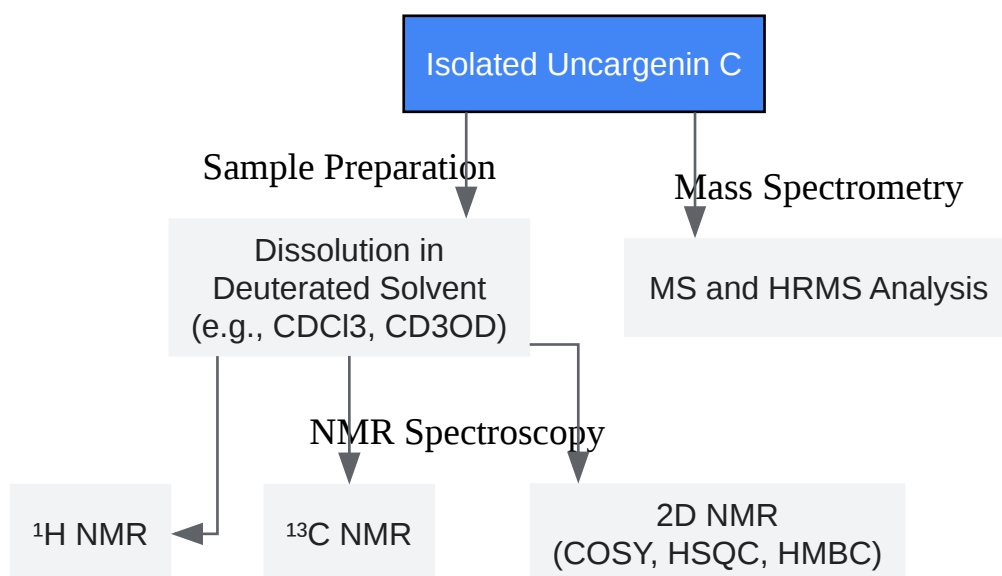 Isolated Uncargenin C
Sample Preparation
Mass Spectrometry
Dissolution in
Deuterated Solvent
(e.g., CDCl3, CD3OD)
MS and HRMS Analysis
NMR Spectroscopy
¹H NMR
¹³C NMR
2D NMR
(COSY, HSQC, HMBC)